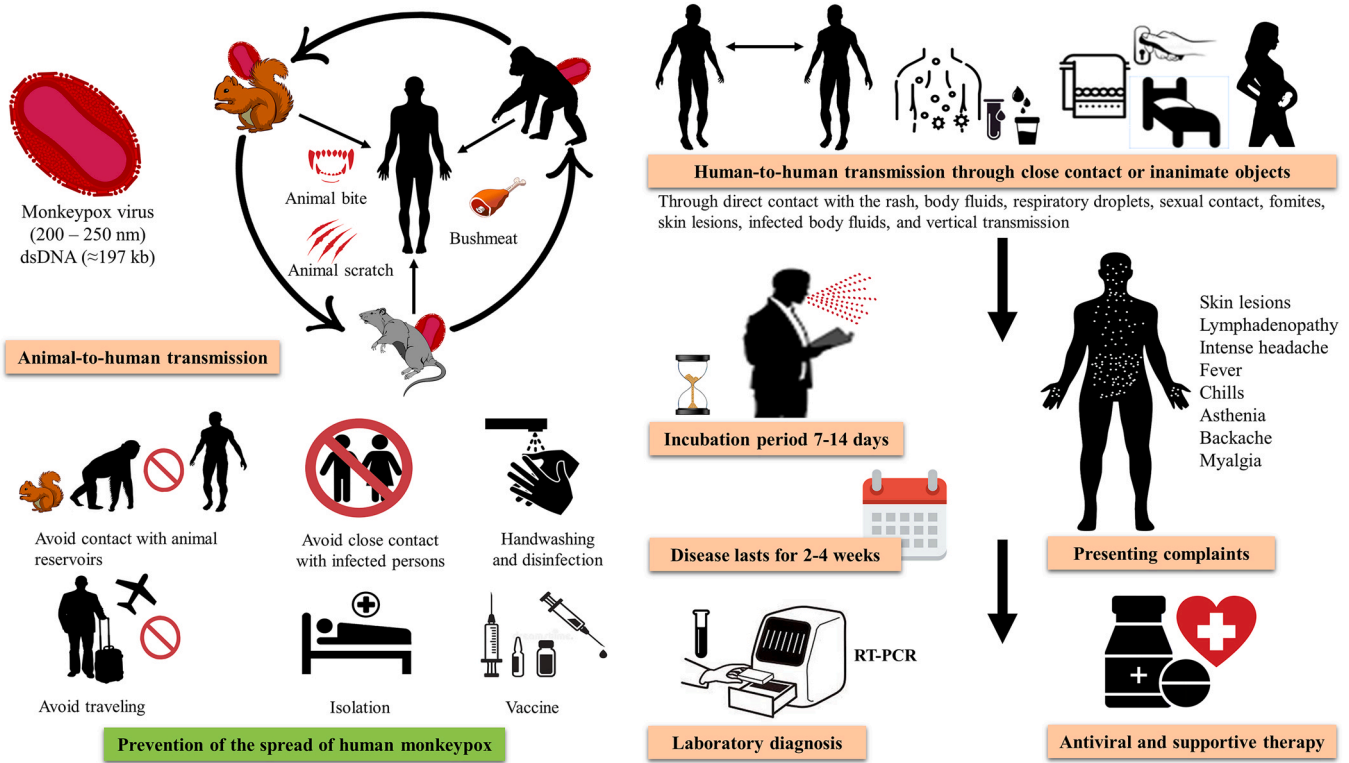 Monkeypox virus
(200 – 250 nm)
dsDNA (≈197 kb)
Animal bite
Animal scratch
Bushmeat
Animal-to-human transmission
Avoid contact with animal
reservoirs
Avoid close contact
with infected persons
Handwashing
and disinfection
Avoid traveling
Isolation
Vaccine
Prevention of the spread of human monkeypox
Human-to-human transmission through close contact or inanimate objects
Through direct contact with the rash, body fluids, respiratory droplets, sexual contact, fomites,
skin lesions, infected body fluids, and vertical transmission
Incubation period 7-14 days
Disease lasts for 2-4 weeks
Skin lesions
Lymphadenopathy
Intense headache
Fever
Chills
Asthenia
Backache
Myalgia
Presenting complaints
RT-PCR
Laboratory diagnosis
Antiviral and supportive therapy